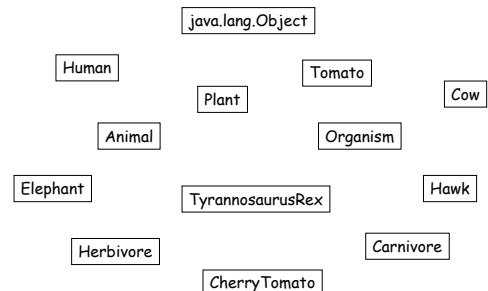 java.lang.Object
Human
Tomato
Plant
Cow
Animal
Organism
Elephant
TyrannosaurusRex
Hawk
Herbivore
Carnivore
CherryTomato